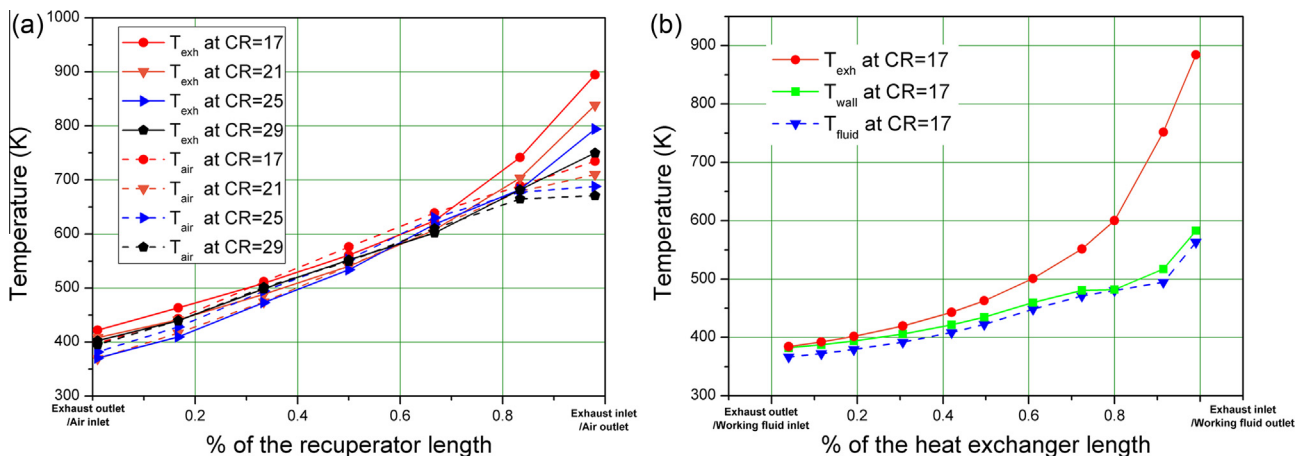 (a)
1000
900
800
700
600
500
400
300
Temperature (K)
T_exh at CR=17
T_exh at CR=21
T_exh at CR=25
T_exh at CR=29
T_air at CR=17
T_air at CR=21
T_air at CR=25
T_air at CR=29
Exhaust outlet
/Air inlet
0.2
0.4
0.6
0.8
Exhaust inlet
/Air outlet
% of the recuperator length
(b)
900
800
700
600
500
400
300
Temperature (K)
T_exh at CR=17
T_wall at CR=17
T_fluid at CR=17
Exhaust outlet
/Working fluid inlet
0.2
0.4
0.6
0.8
Exhaust inlet
/Working fluid outlet
% of the heat exchanger length